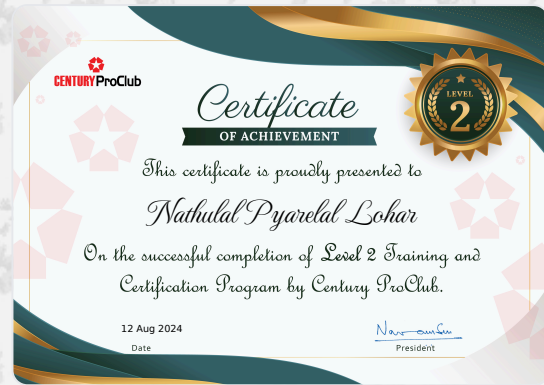 CENTURY ProClub
LEVEL
2
Certificate
OF ACHIEVEMENT
This certificate is proudly presented to
Nathulal Pyarelal Lohar
On the successful completion of Level 2 Training and
Certification Program by Century ProClub.
12 Aug 2024
Date
President